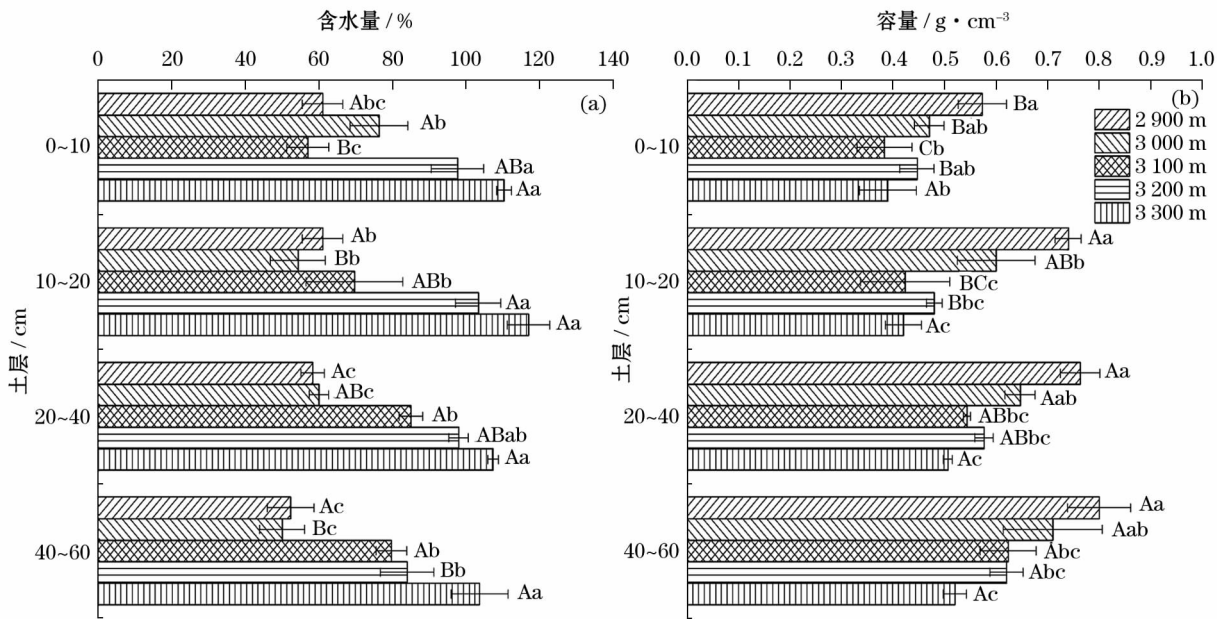 含水量 / %
0 20 40 60 80 100 120 140
(a)
土层 / cm
0~10
Abc
Ab
Bc
ABa
Aa
10~20
Ab
Bb
ABb
Aa
Aa
20~40
Ac
ABc
Ab
ABab
Aa
40~60
Ac
Bc
Ab
Bb
Aa
容量 / g·cm⁻³
0.0 0.1 0.2 0.3 0.4 0.5 0.6 0.7 0.8 0.9 1.0
(b)
2 900 m
3 000 m
3 100 m
3 200 m
3 300 m
土层 / cm
0~10
Ba
Bab
Cb
Bab
Ab
10~20
Aa
ABb
BCc
Bbc
Ac
20~40
Aa
Aab
ABbc
ABbc
Ac
40~60
Aa
Aab
Abc
Abc
Ac